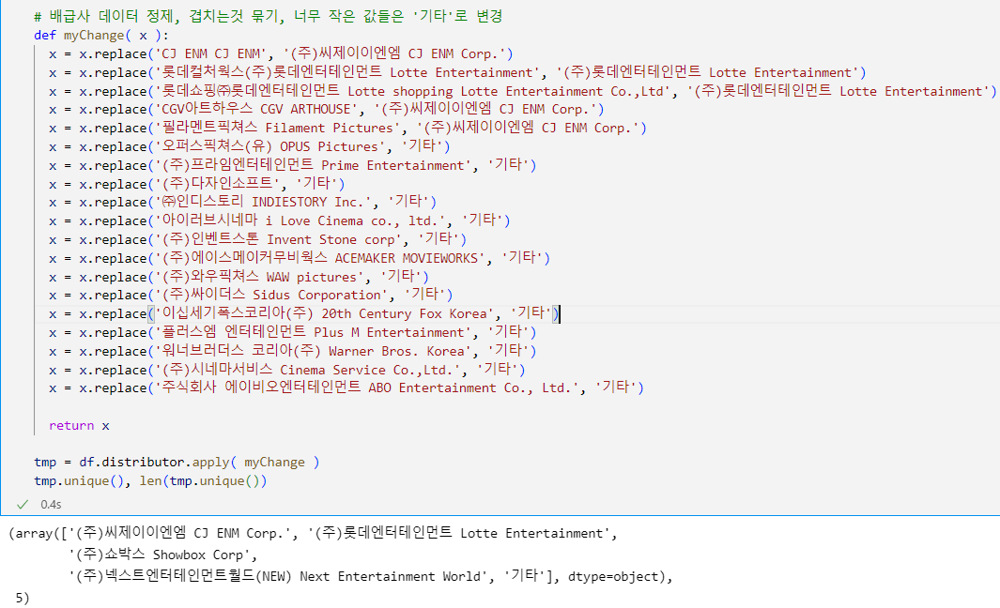 # 배급사 데이터 정제, 겹치는것 묶기, 너무 작은 값들은 '기타'로 변경
def myChange( x ):
x = x.replace('CJ ENM CJ ENM', '(주)씨제이이엔엠 CJ ENM Corp.')
x = x.replace('롯데컬처웍스(주)롯데엔터테인먼트 Lotte Entertainment', '(주)롯데엔터테인먼트 Lotte Entertainment')
x = x.replace('롯데쇼핑㈜롯데엔터테인먼트 Lotte shopping Lotte Entertainment Co.,Ltd', '(주)롯데엔터테인먼트 Lotte Entertainment')
x = x.replace('CGV아트하우스 CGV ARTHOUSE', '(주)씨제이이엔엠 CJ ENM Corp.')
x = x.replace('필라멘트픽쳐스 Filament Pictures', '(주)씨제이이엔엠 CJ ENM Corp.')
x = x.replace('오퍼스픽쳐스(유) OPUS Pictures', '기타')
x = x.replace('(주)프라임엔터테인먼트 Prime Entertainment', '기타')
x = x.replace('(주)다자인소프트', '기타')
x = x.replace('㈜인디스토리 INDIESTORY Inc.', '기타')
x = x.replace('아이러브시네마 i Love Cinema co., ltd.', '기타')
x = x.replace('(주)인벤트스톤 Invent Stone corp', '기타')
x = x.replace('(주)에이스메이커무비웍스 ACEMAKER MOVIEWORKS', '기타')
x = x.replace('(주)와우픽쳐스 WAW pictures', '기타')
x = x.replace('(주)싸이더스 Sidus Corporation', '기타')
x = x.replace('이십세기폭스코리아(주) 20th Century Fox Korea', '기타')
x = x.replace('플러스엠 엔터테인먼트 Plus M Entertainment', '기타')
x = x.replace('워너브러더스 코리아(주) Warner Bros. Korea', '기타')
x = x.replace('(주)시네마서비스 Cinema Service Co.,Ltd.', '기타')
x = x.replace('주식회사 에이비오엔터테인먼트 ABO Entertainment Co., Ltd.', '기타')
return x
tmp = df.distributor.apply( myChange )
tmp.unique(), len(tmp.unique())
✓ 0.4s
(array(['(주)씨제이이엔엠 CJ ENM Corp.', '(주)롯데엔터테인먼트 Lotte Entertainment',
'(주)쇼박스 Showbox Corp',
'(주)넥스트엔터테인먼트월드(NEW) Next Entertainment World', '기타'], dtype=object),
5)